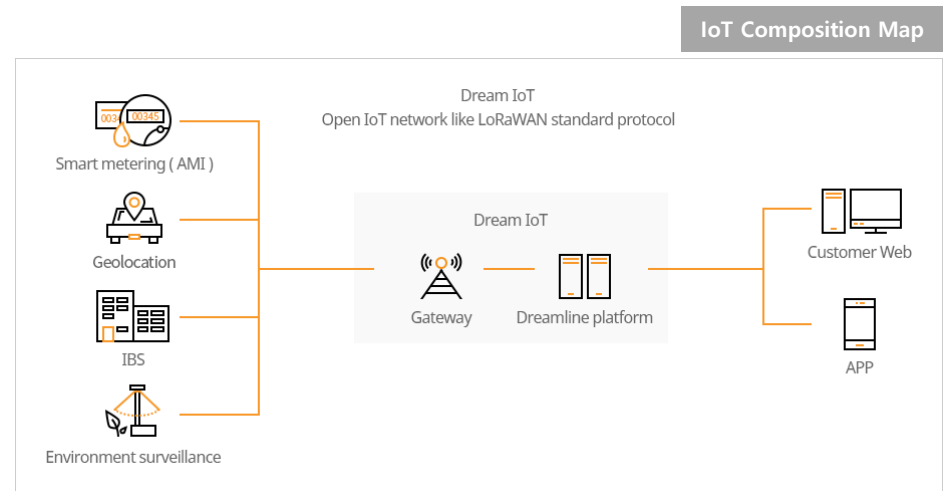 IoT Composition Map
Dream IoT
Open IoT network like LoRaWAN standard protocol
00345
Smart metering ( AMI )
Geolocation
IBS
Environment surveillance
Dream IoT
Gateway
Dreamline platform
Customer Web
APP